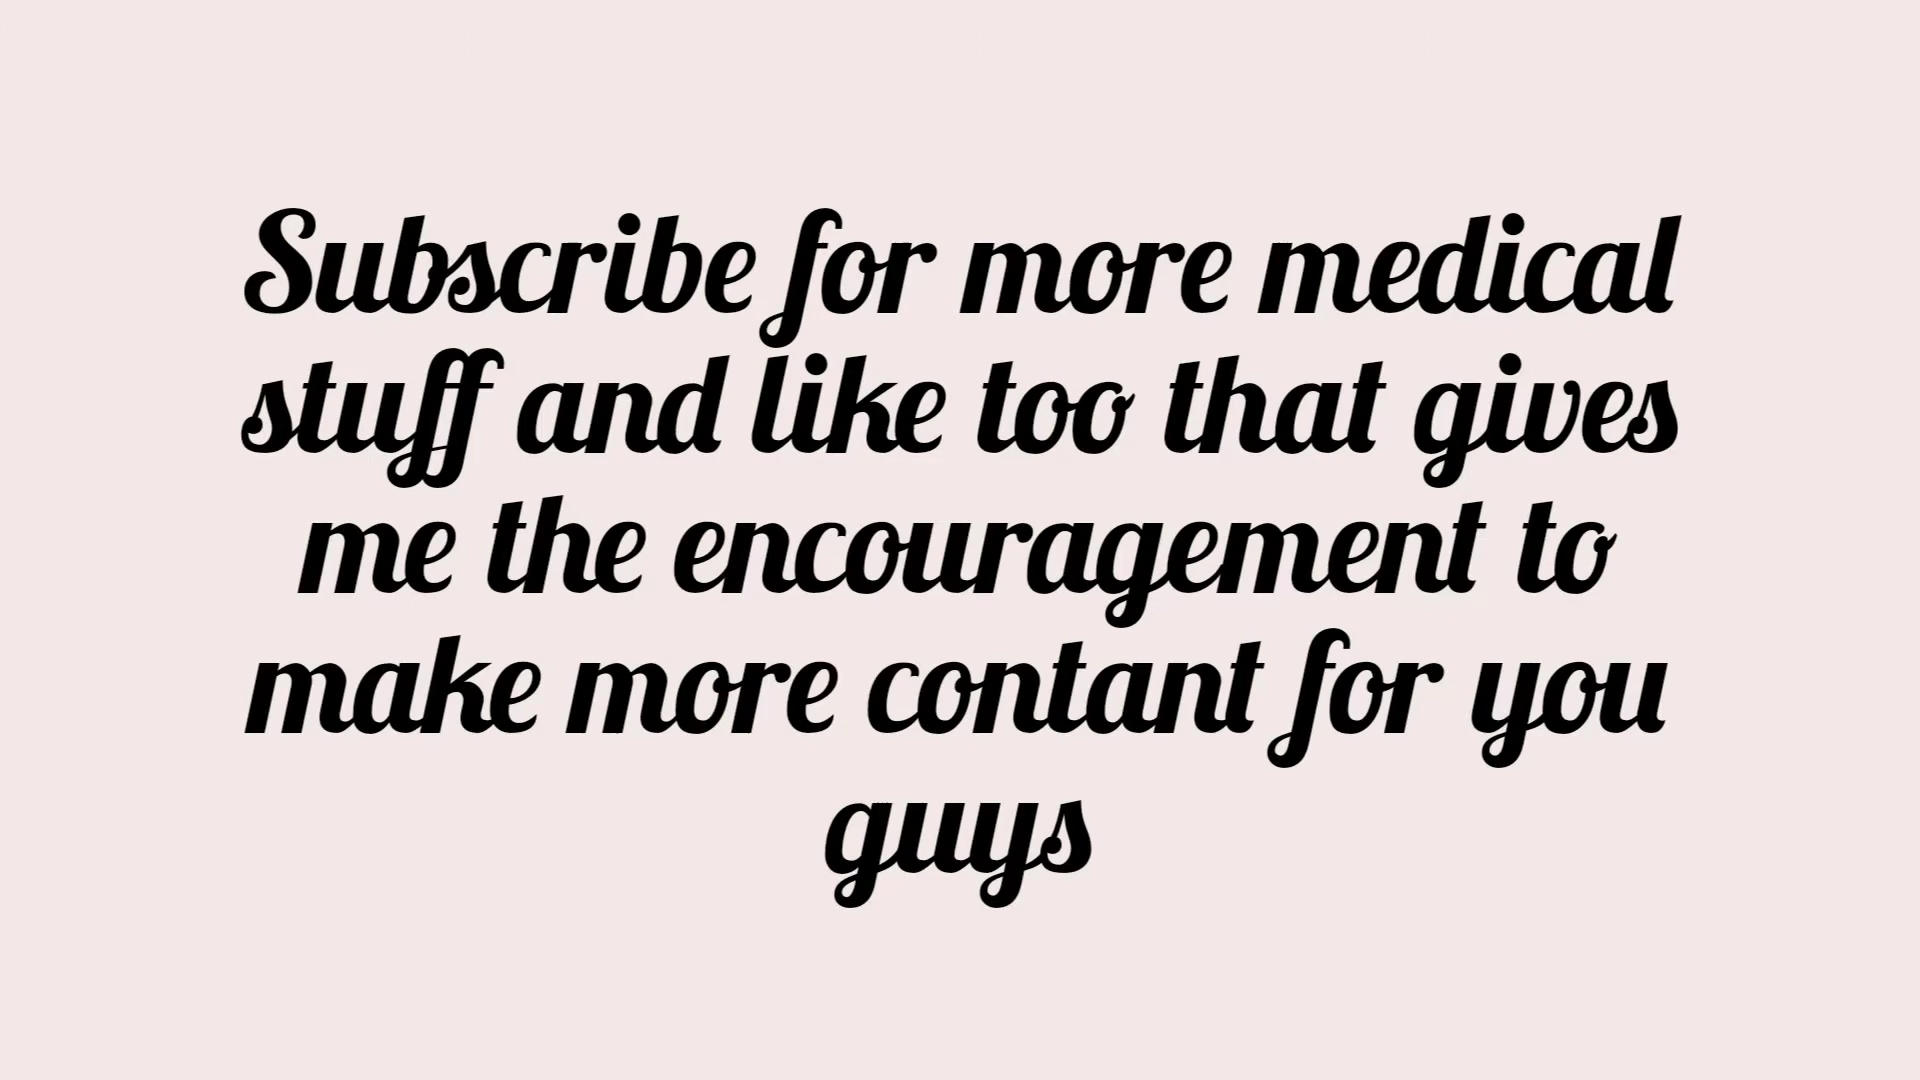 Subscribe for more medical
stuff and like too that gives
me the encouragement to
make more contant for you
guys